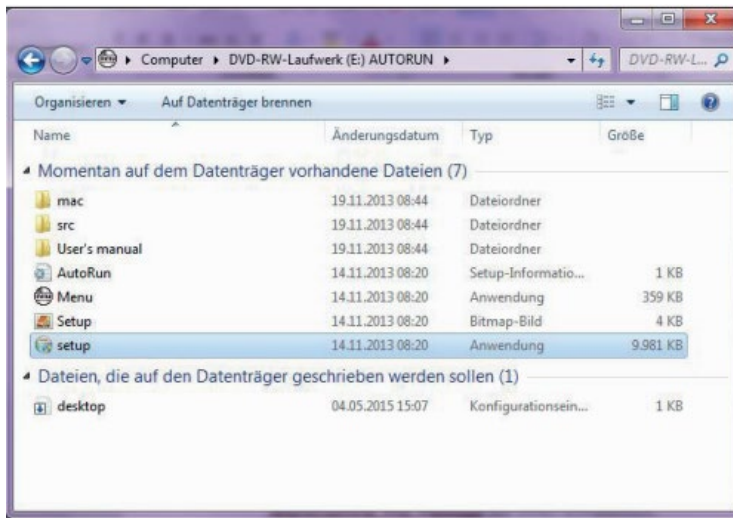 Computer ▸ DVD-RW-Laufwerk (E:) AUTORUN ▸ DVD-RW-L...
Organisieren Auf Datenträger brennen
Name Änderungsdatum Typ Größe
Momentan auf dem Datenträger vorhandene Dateien (7)
mac 19.11.2013 08:44 Dateiordner
src 19.11.2013 08:44 Dateiordner
User's manual 19.11.2013 08:44 Dateiordner
AutoRun 14.11.2013 08:20 Setup-Informatio... 1 KB
Menu 14.11.2013 08:20 Anwendung 359 KB
Setup 14.11.2013 08:20 Bitmap-Bild 4 KB
setup 14.11.2013 08:20 Anwendung 9.981 KB
Dateien, die auf den Datenträger geschrieben werden sollen (1)
desktop 04.05.2015 15:07 Konfigurationsein... 1 KB